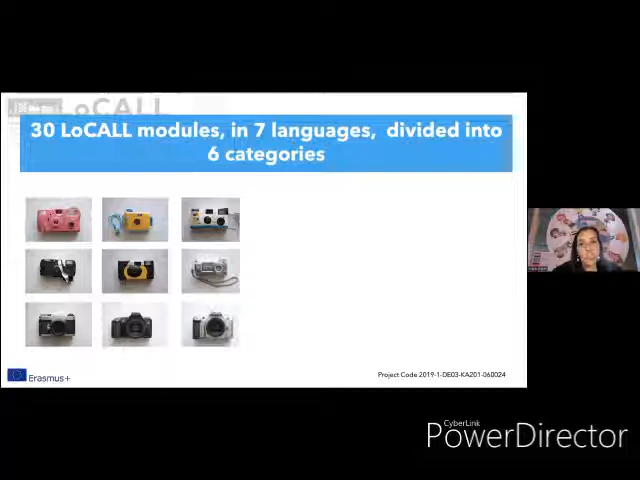 LoCALL
30 LoCALL modules, in 7 languages, divided into
6 categories
Erasmus+
Project Code 2019-1-DE03-KA201-060024
CyberLink
PowerDirector